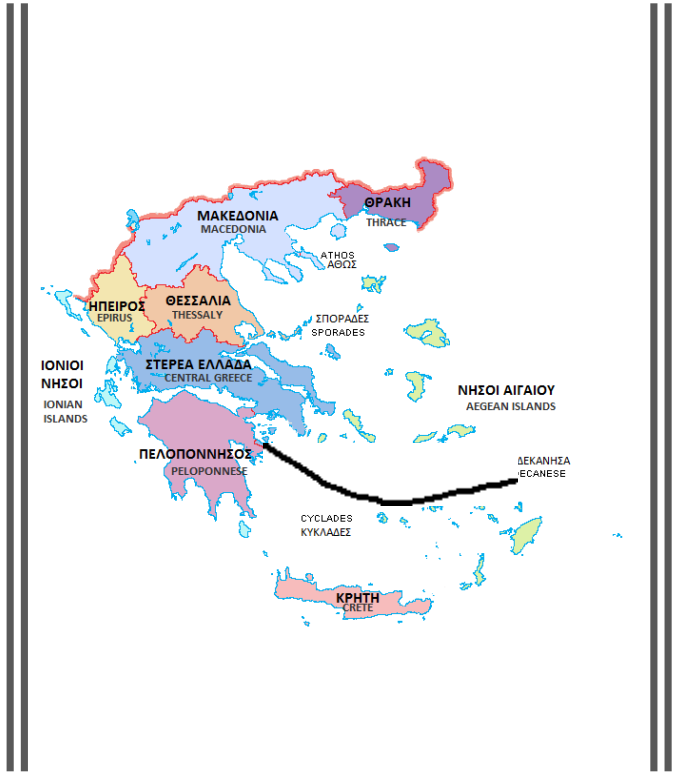 ΘΡΑΚΗ
THRACE
ΜΑΚΕΔΟΝΙΑ
MACEDONIA
ATHOS
ΑΘΩΣ
ΗΠΕΙΡΟΣ
EPIRUS
ΘΕΣΣΑΛΙΑ
THESSALY
ΣΠΟΡΑΔΕΣ
SPORADES
ΙΟΝΙΟΙ
ΝΗΣΟΙ
IONIAN
ISLANDS
ΣΤΕΡΕΑ ΕΛΛΑΔΑ
CENTRAL GREECE
ΝΗΣΟΙ ΑΙΓΑΙΟΥ
AEGEAN ISLANDS
ΠΕΛΟΠΟΝΝΗΣΟΣ
PELOPONNESE
ΔΕΚΑΝΗΣΑ
ECANESE
CYCLADES
ΚΥΚΛΑΔΕΣ
ΚΡΗΤΗ
CRETE